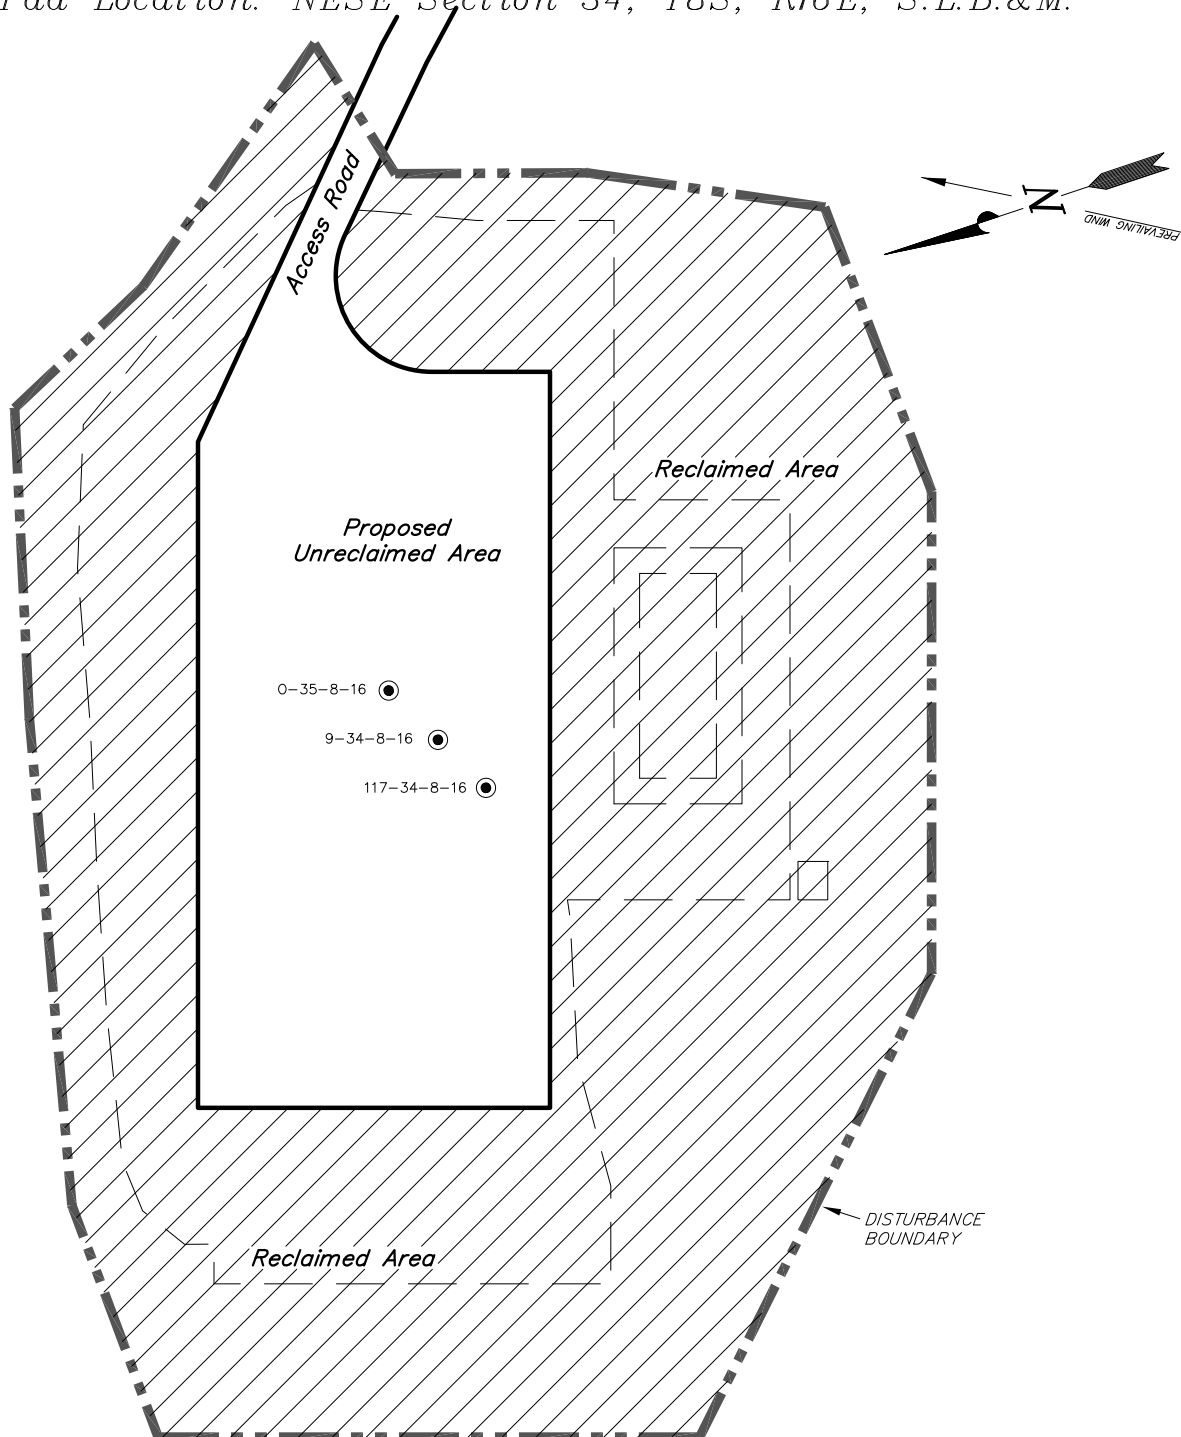 Pad Location: NESE Section 34, T8S, R16E, S.L.B.&M.
Access Road
N
PREVAILING WIND
Reclaimed Area
Proposed
Unreclaimed Area
O-35-8-16
9-34-8-16
117-34-8-16
DISTURBANCE
BOUNDARY
Reclaimed Area